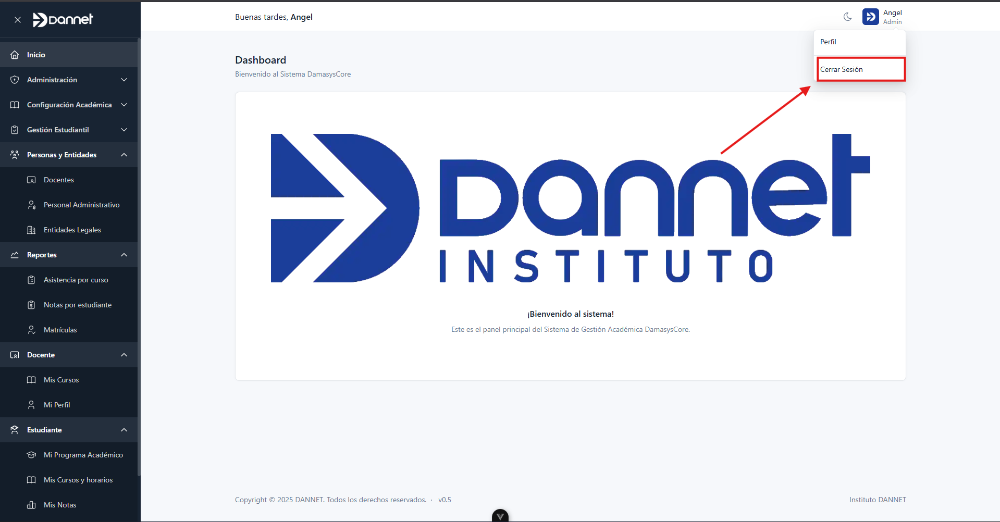 Dannet
Inicio
Administración
Configuración Académica
Gestión Estudiantil
Personas y Entidades
Docentes
Personal Administrativo
Entidades Legales
Reportes
Asistencia por curso
Notas por estudiante
Matrículas
Docente
Mis Cursos
Mi Perfil
Estudiante
Mi Programa Académico
Mis Cursos y horarios
Mis Notas
Buenas tardes, Angel
Angel
Admin
Perfil
Cerrar Sesión
Dashboard
Bienvenido al Sistema DamasysCore
Dannet
INSTITUTO
¡Bienvenido al sistema!
Este es el panel principal del Sistema de Gestión Académica DamasysCore.
Copyright © 2025 DANNET. Todos los derechos reservados. · v0.5
Instituto DANNET